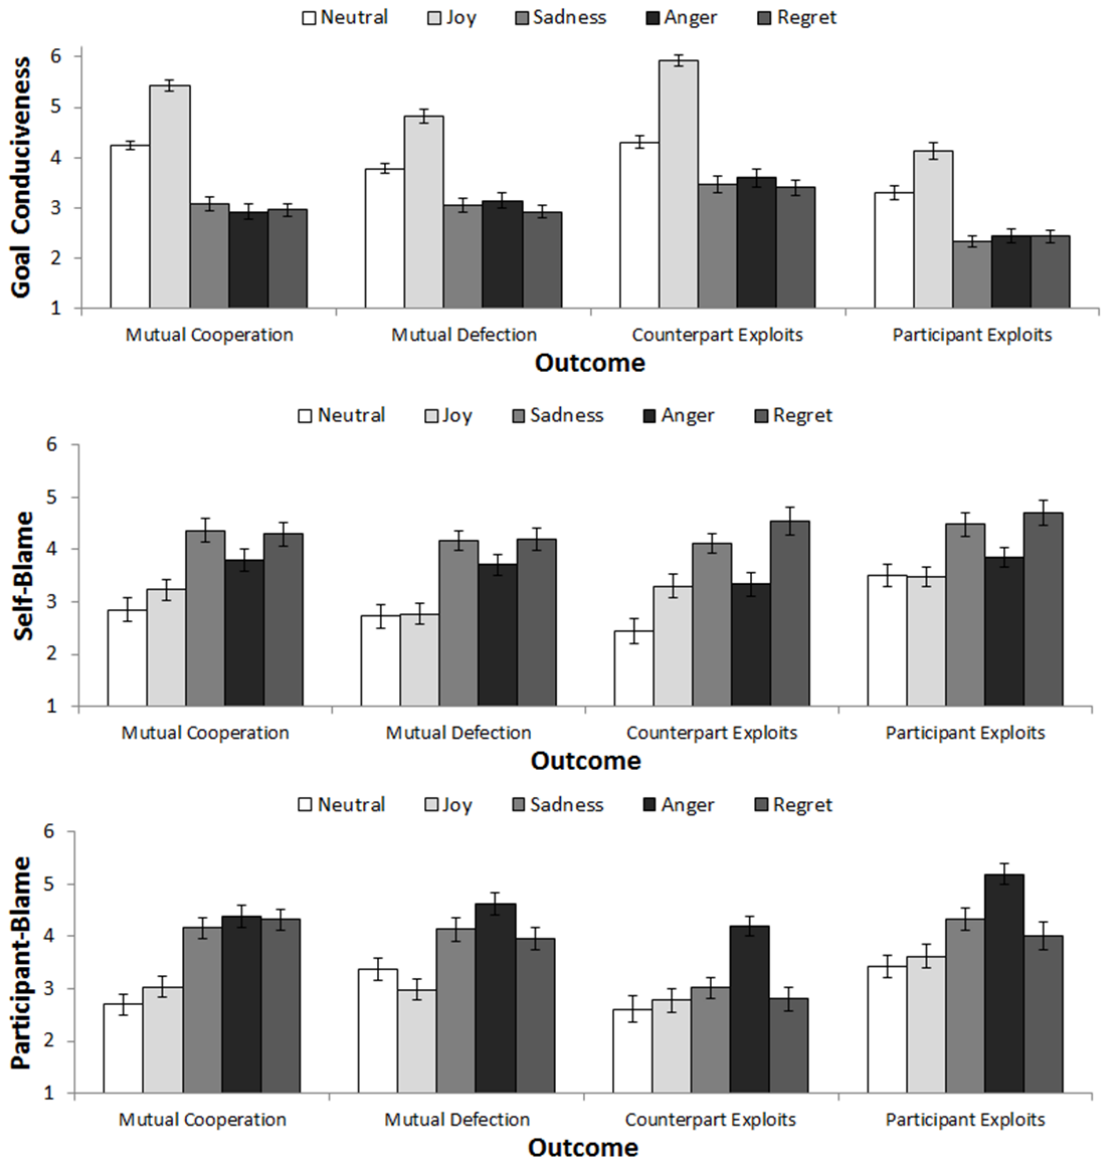 Neutral Joy Sadness Anger Regret
Goal Conduciveness
6
5
4
3
2
1
Mutual Cooperation Mutual Defection Counterpart Exploits Participant Exploits
Outcome
Neutral Joy Sadness Anger Regret
Self-Blame
6
5
4
3
2
1
Mutual Cooperation Mutual Defection Counterpart Exploits Participant Exploits
Outcome
Neutral Joy Sadness Anger Regret
Participant-Blame
6
5
4
3
2
1
Mutual Cooperation Mutual Defection Counterpart Exploits Participant Exploits
Outcome